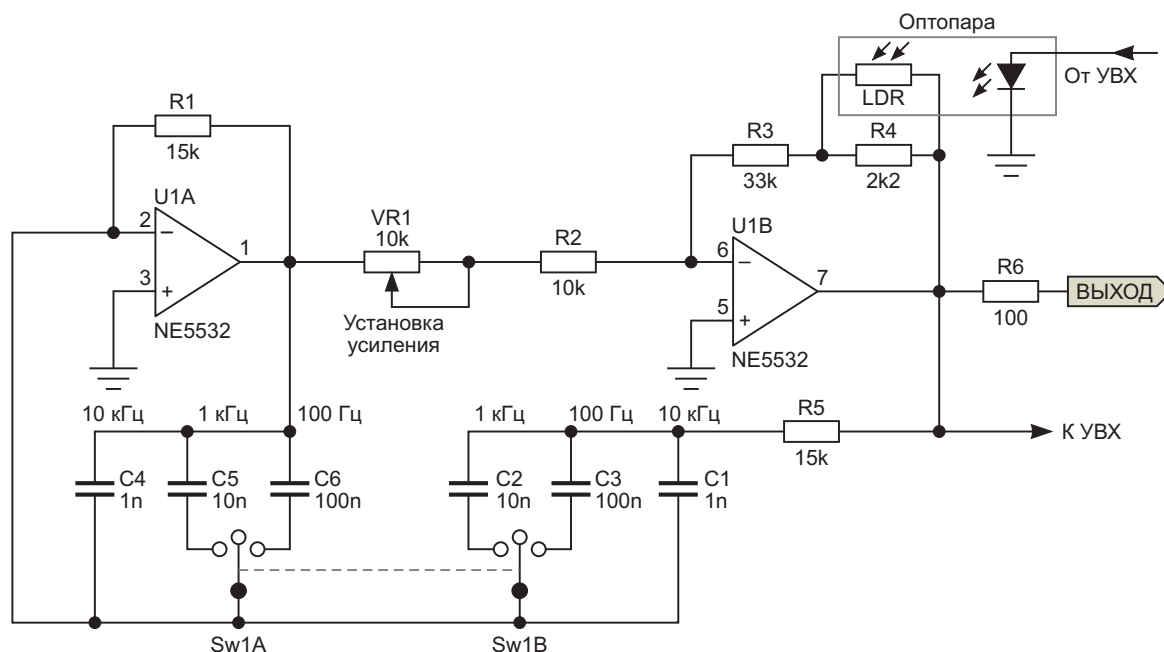 Оптопара
От УВХ
LDR
R1
15k
R3
33k
R4
2k2
U1A
2
−
1
3
+
NE5532
VR1
10k
Установка
усиления
R2
10k
U1B
6
−
7
5
+
NE5532
R6
100
ВЫХОД
10 кГц
1 кГц
100 Гц
C4
1n
C5
10n
C6
100n
1 кГц
100 Гц
10 кГц
C2
10n
C3
100n
C1
1n
R5
15k
К УВХ
Sw1A
Sw1B